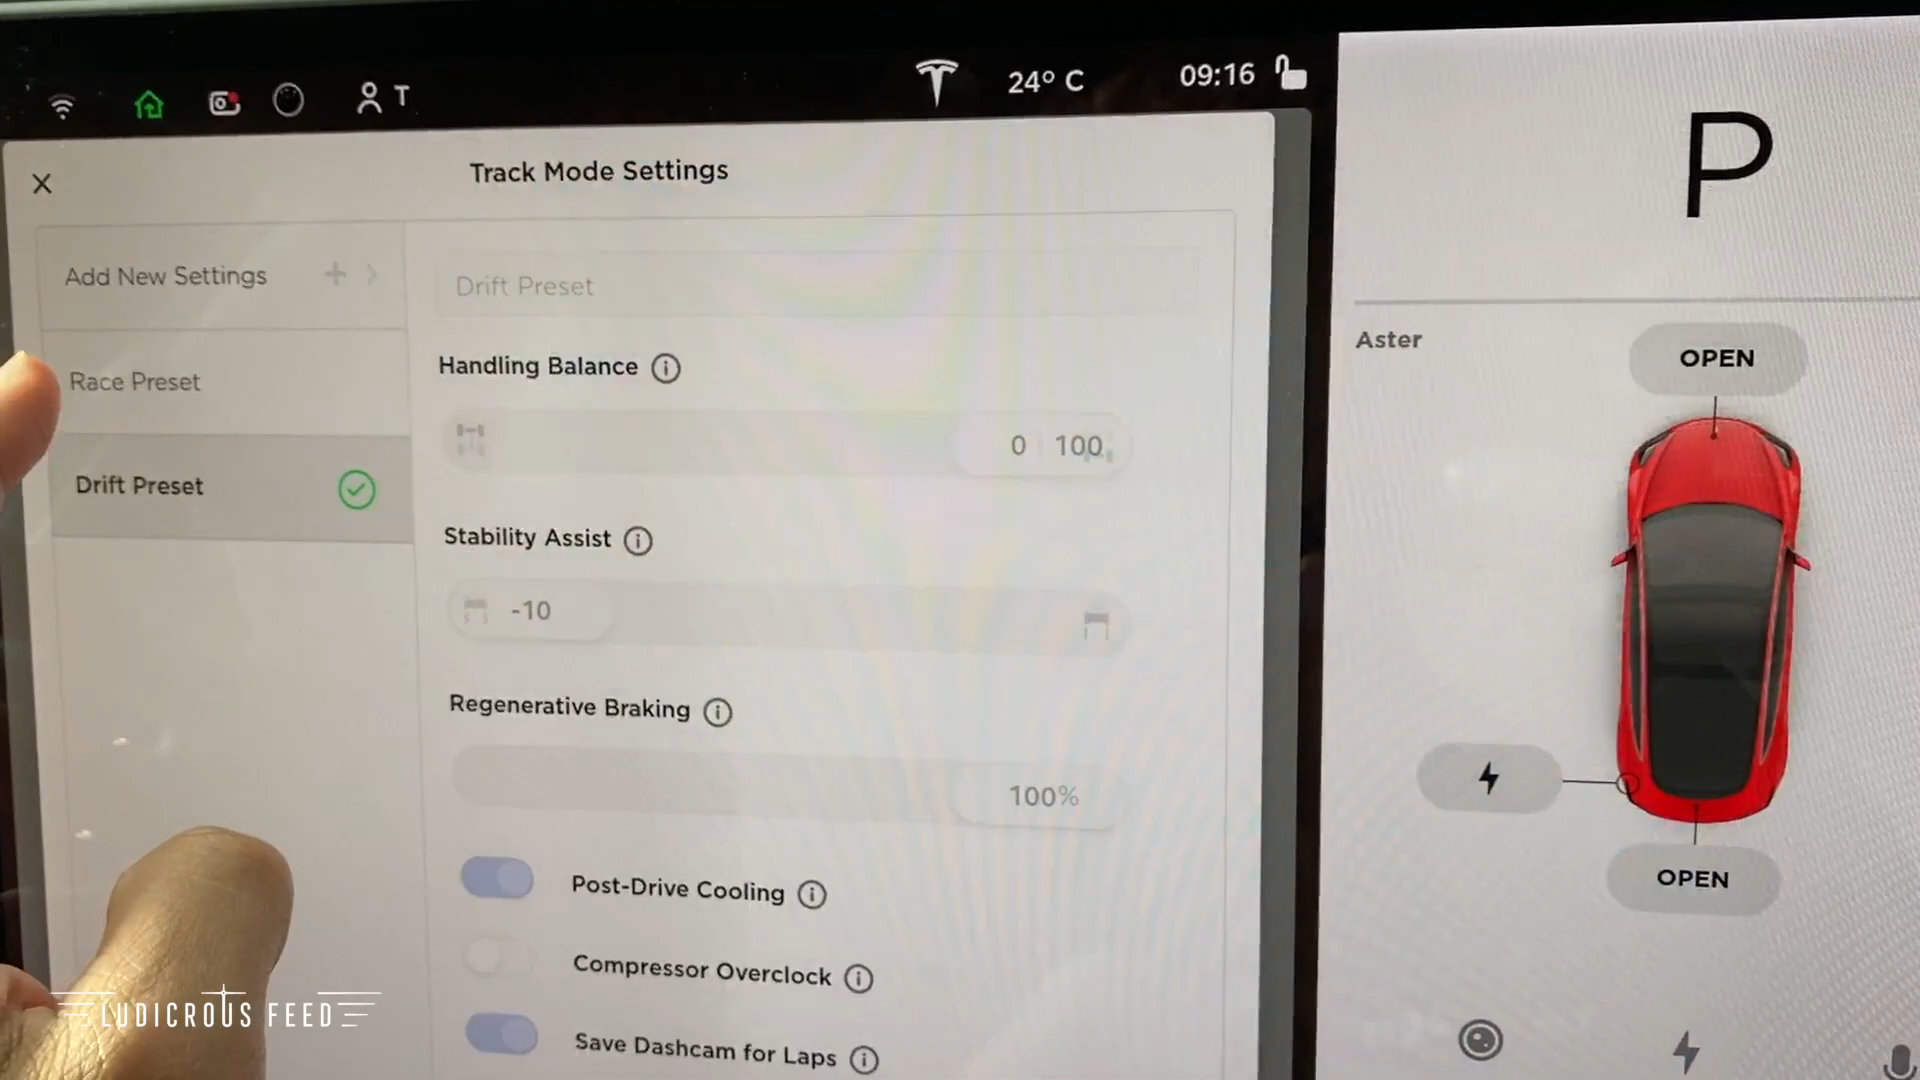 T
24° C
09:16
P
Track Mode Settings
Add New Settings
Race Preset
Drift Preset
Drift Preset
Handling Balance
0 100
Stability Assist
-10
Regenerative Braking
100%
Post-Drive Cooling
Compressor Overclock
Save Dashcam for Laps
Aster
OPEN
OPEN
LUDICROUS FEED